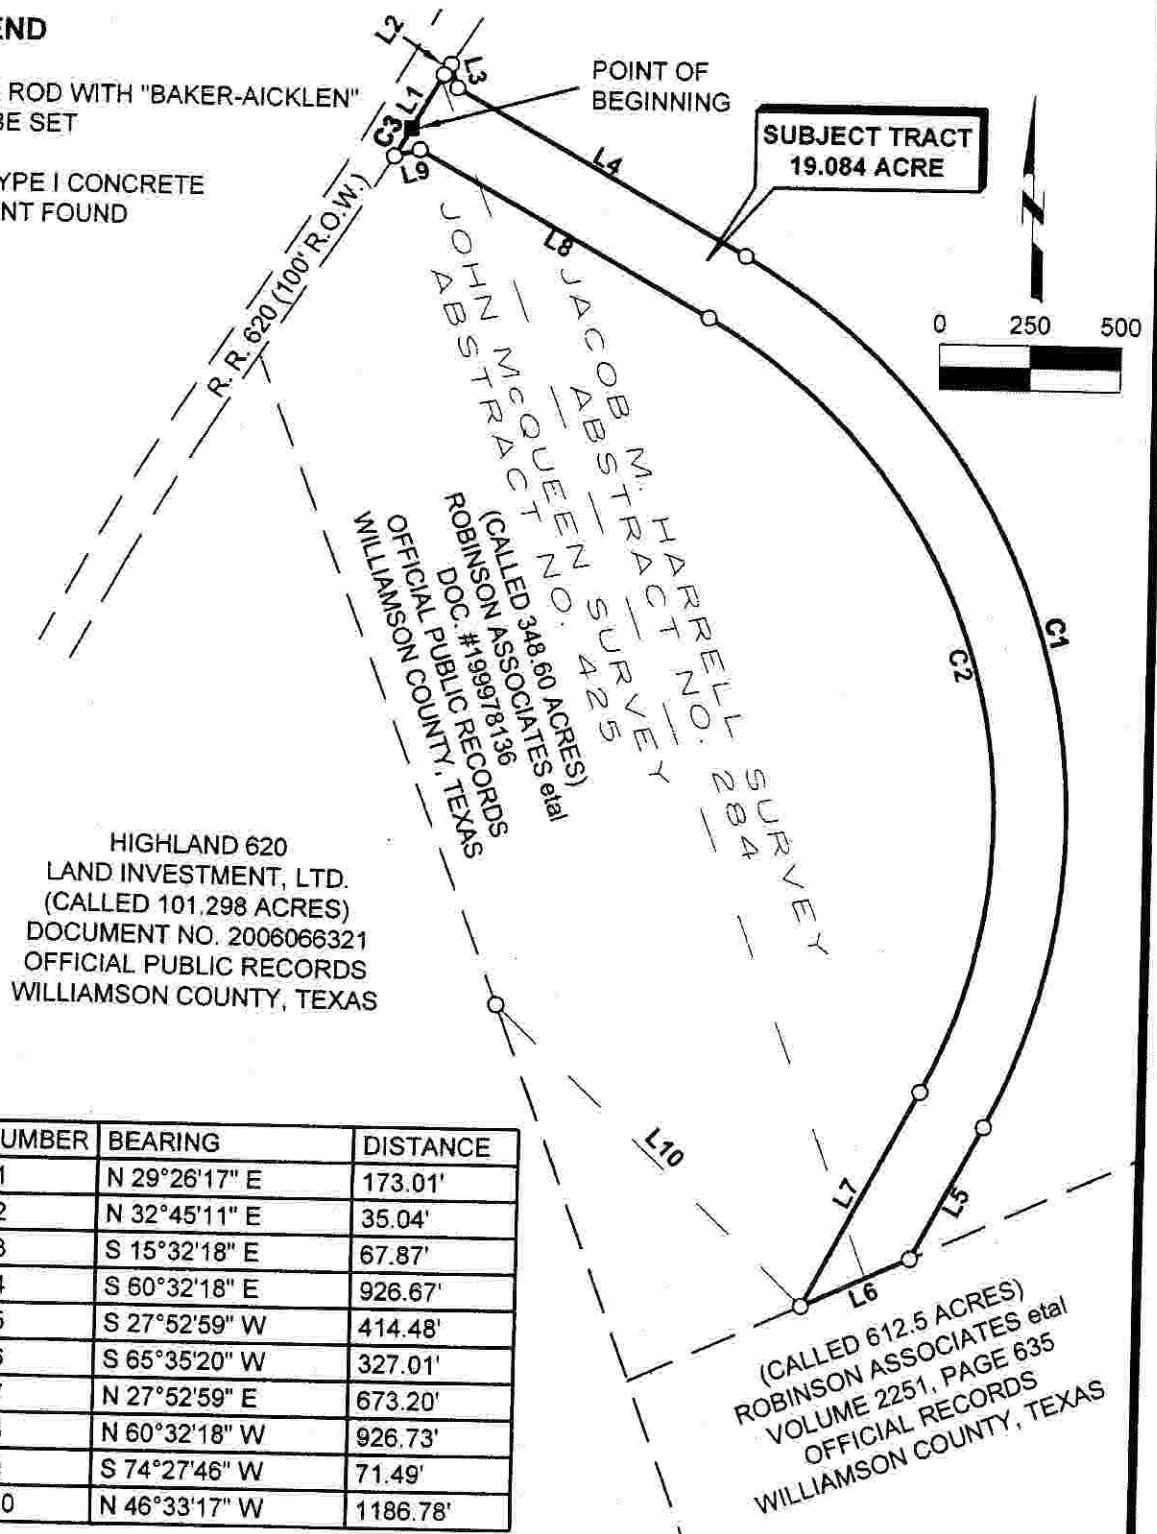 END
ROD WITH "BAKER-AICKLEN"
BE SET
YPE I CONCRETE
NT FOUND
L2
L3
L1
C3
L9
POINT OF
BEGINNING
SUBJECT TRACT
19.084 ACRE
L4
L8
R. R. 620 (100' R.O.W.)
0 250 500
JOHN McQUEEN SURVEY
ABSTRACT NO. 425
JACOB M. HARRELL SURVEY
ABSTRACT NO. 284
(CALLED 348.60 ACRES)
ROBINSON ASSOCIATES etal
DOC. #199978136
OFFICIAL PUBLIC RECORDS
WILLIAMSON COUNTY, TEXAS
C1
C2
HIGHLAND 620
LAND INVESTMENT, LTD.
(CALLED 101.298 ACRES)
DOCUMENT NO. 2006066321
OFFICIAL PUBLIC RECORDS
WILLIAMSON COUNTY, TEXAS
L10
L7
L5
L6
(CALLED 612.5 ACRES)
ROBINSON ASSOCIATES etal
VOLUME 2251, PAGE 635
OFFICIAL RECORDS
WILLIAMSON COUNTY, TEXAS
UMBER BEARING DISTANCE
1 N 29°26'17" E 173.01'
2 N 32°45'11" E 35.04'
3 S 15°32'18" E 67.87'
4 S 60°32'18" E 926.67'
5 S 27°52'59" W 414.48'
6 S 65°35'20" W 327.01'
7 N 27°52'59" E 673.20'
N 60°32'18" W 926.73'
S 74°27'46" W 71.49'
0 N 46°33'17" W 1186.78'